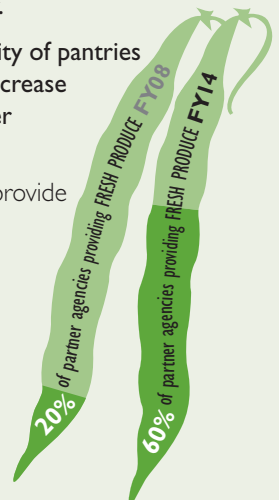 ity of pantries
crease
er
provide
20% of partner agencies providing FRESH PRODUCE FY08
60% of partner agencies providing FRESH PRODUCE FY14